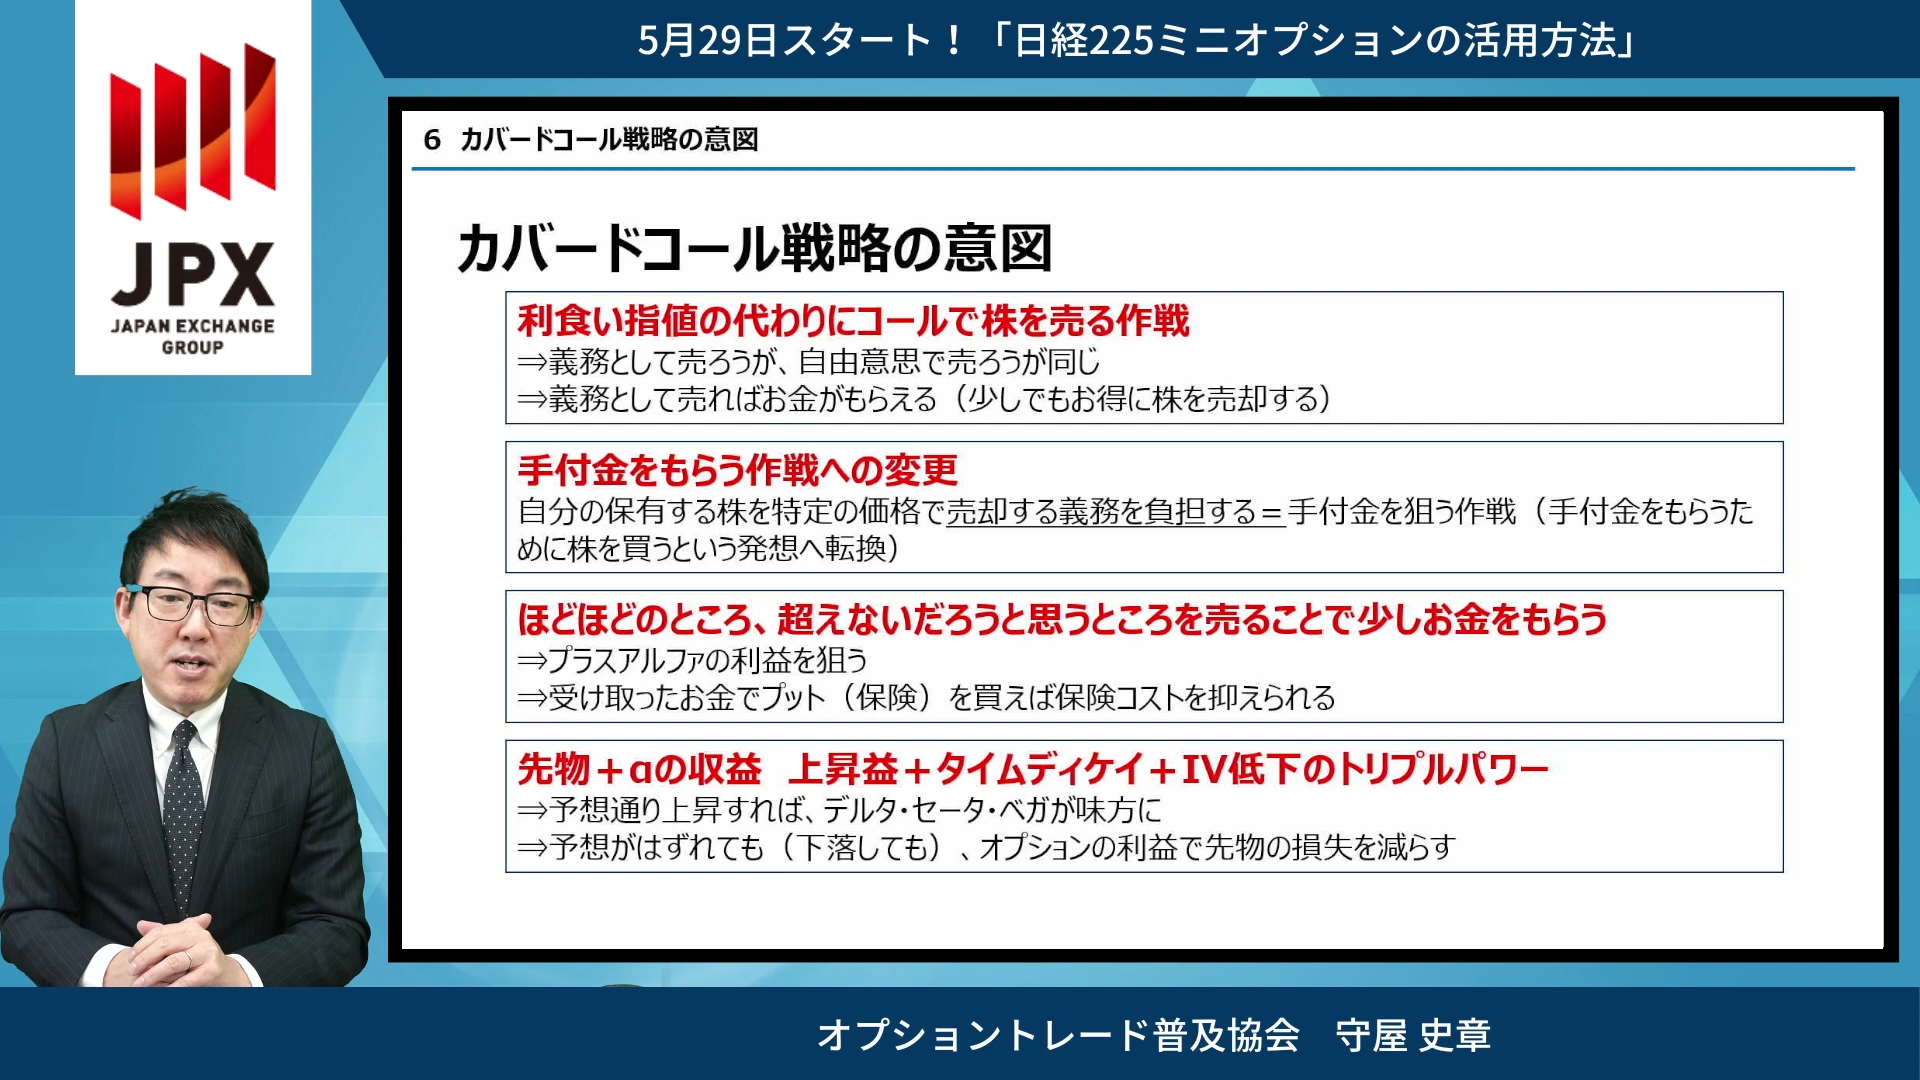 5月29日スタート！「日経225ミニオプションの活用方法」
JPX
JAPAN EXCHANGE
GROUP
6 カバードコール戦略の意図
カバードコール戦略の意図
利食い指値の代わりにコールで株を売る作戦
⇒義務として売ろうが、自由意思で売ろうが同じ
⇒義務として売ればお金がもらえる（少しでもお得に株を売却する）
手付金をもらう作戦への変更
自分の保有する株を特定の価格で売却する義務を負担する＝手付金を狙う作戦（手付金をもらうた
めに株を買うという発想へ転換）
ほどほどのところ、超えないだろうと思うところを売ることで少しお金をもらう
⇒プラスアルファの利益を狙う
⇒受け取ったお金でプット（保険）を買えば保険コストを抑えられる
先物＋αの収益 上昇益＋タイムディケイ＋IV低下のトリプルパワー
⇒予想通り上昇すれば、デルタ・セータ・ベガが味方に
⇒予想がはずれても（下落しても）、オプションの利益で先物の損失を減らす
オプショントレード普及協会 守屋 史章